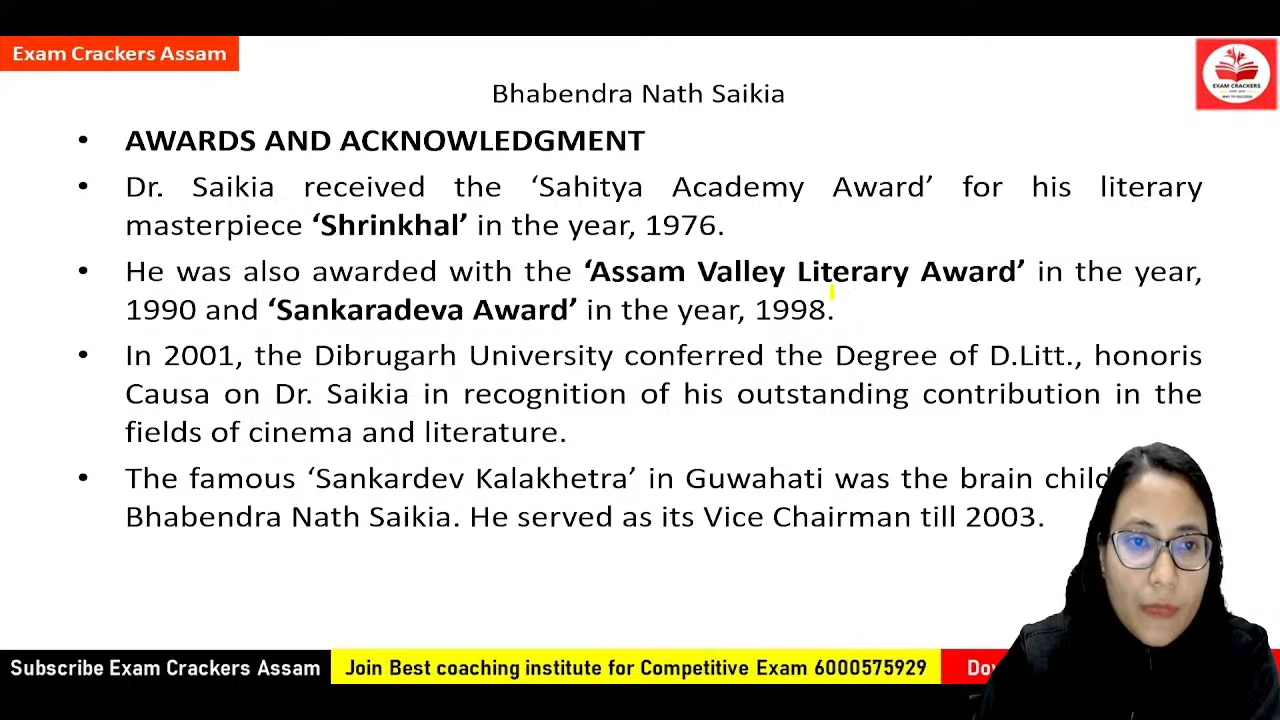 Exam Crackers Assam
EXAM CRACKERS
WAY TO SUCCESS
Bhabendra Nath Saikia
• AWARDS AND ACKNOWLEDGMENT
• Dr. Saikia received the ‘Sahitya Academy Award’ for his literary
masterpiece ‘Shrinkhal’ in the year, 1976.
• He was also awarded with the ‘Assam Valley Literary Award’ in the year,
1990 and ‘Sankaradeva Award’ in the year, 1998.
• In 2001, the Dibrugarh University conferred the Degree of D.Litt., honoris
Causa on Dr. Saikia in recognition of his outstanding contribution in the
fields of cinema and literature.
• The famous ‘Sankardev Kalakhetra’ in Guwahati was the brain child
Bhabendra Nath Saikia. He served as its Vice Chairman till 2003.
Subscribe Exam Crackers Assam
Join Best coaching institute for Competitive Exam 6000575929